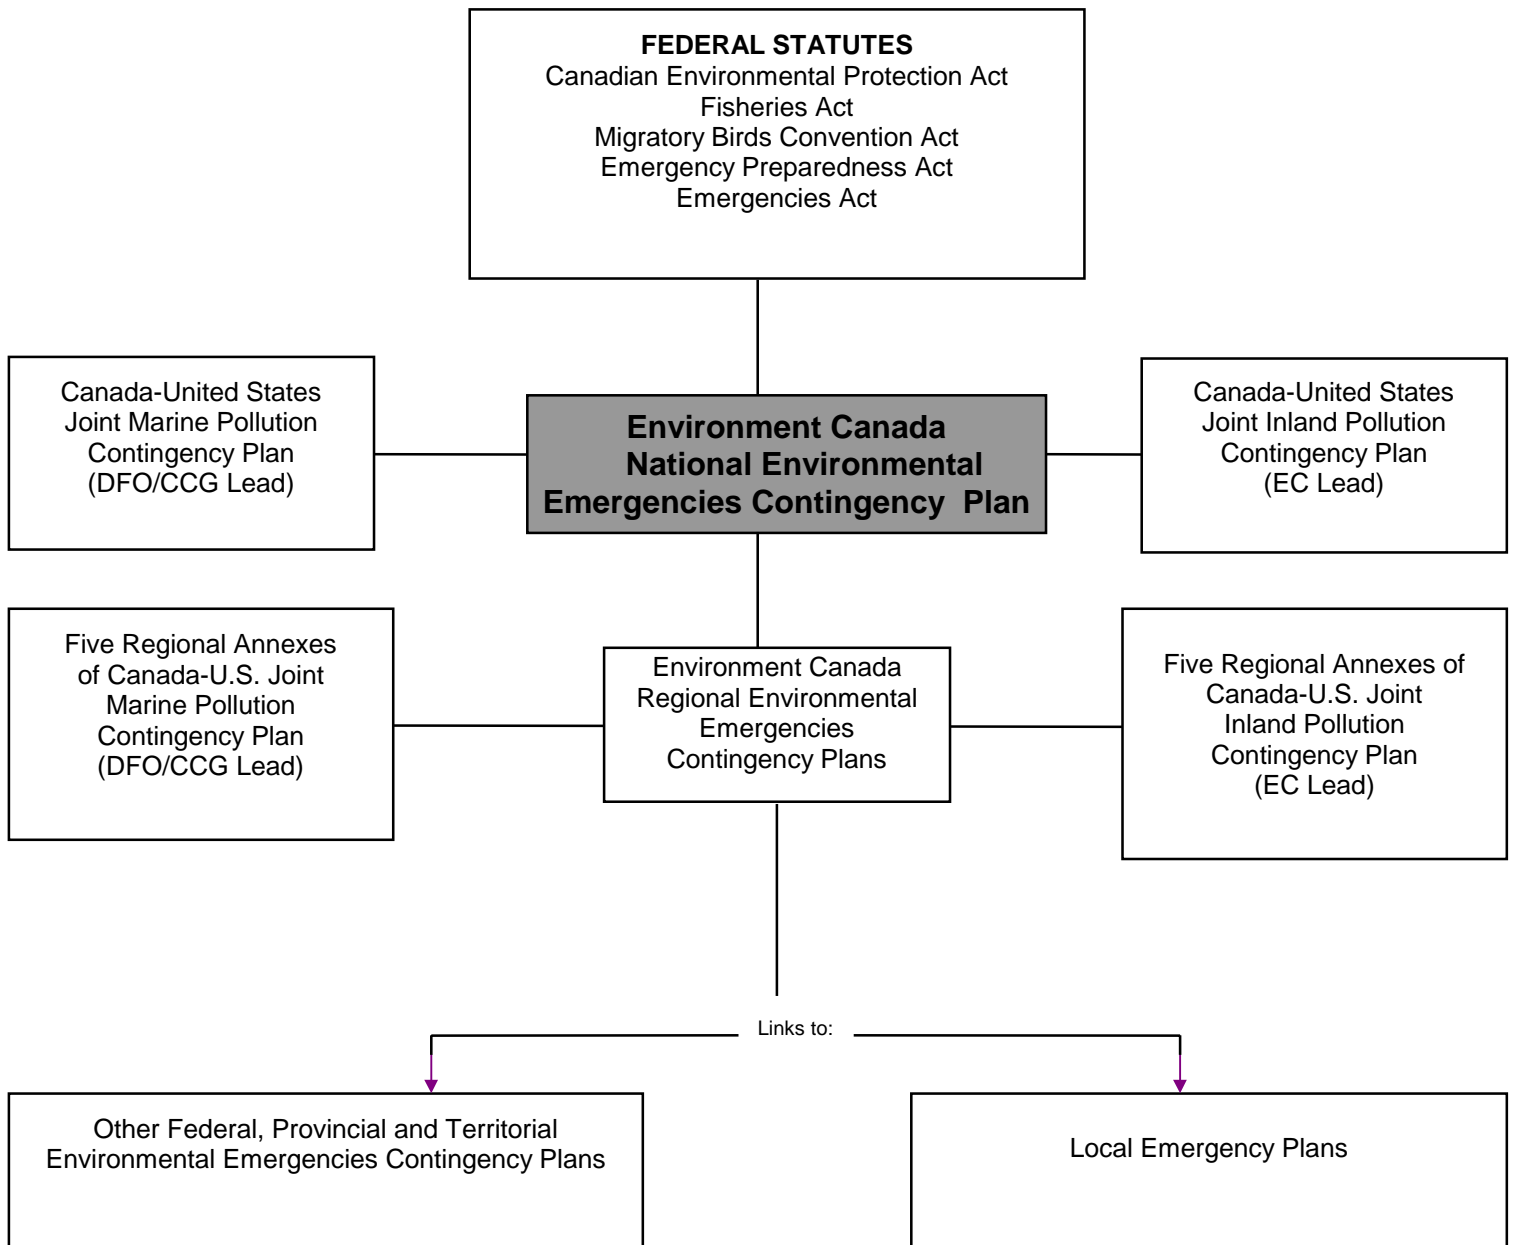 FEDERAL STATUTES
Canadian Environmental Protection Act
Fisheries Act
Migratory Birds Convention Act
Emergency Preparedness Act
Emergencies Act
Canada-United States
Joint Marine Pollution
Contingency Plan
(DFO/CCG Lead)
Environment Canada
National Environmental
Emergencies Contingency Plan
Canada-United States
Joint Inland Pollution
Contingency Plan
(EC Lead)
Five Regional Annexes
of Canada-U.S. Joint
Marine Pollution
Contingency Plan
(DFO/CCG Lead)
Environment Canada
Regional Environmental
Emergencies
Contingency Plans
Five Regional Annexes of
Canada-U.S. Joint
Inland Pollution
Contingency Plan
(EC Lead)
Links to:
Other Federal, Provincial and Territorial
Environmental Emergencies Contingency Plans
Local Emergency Plans